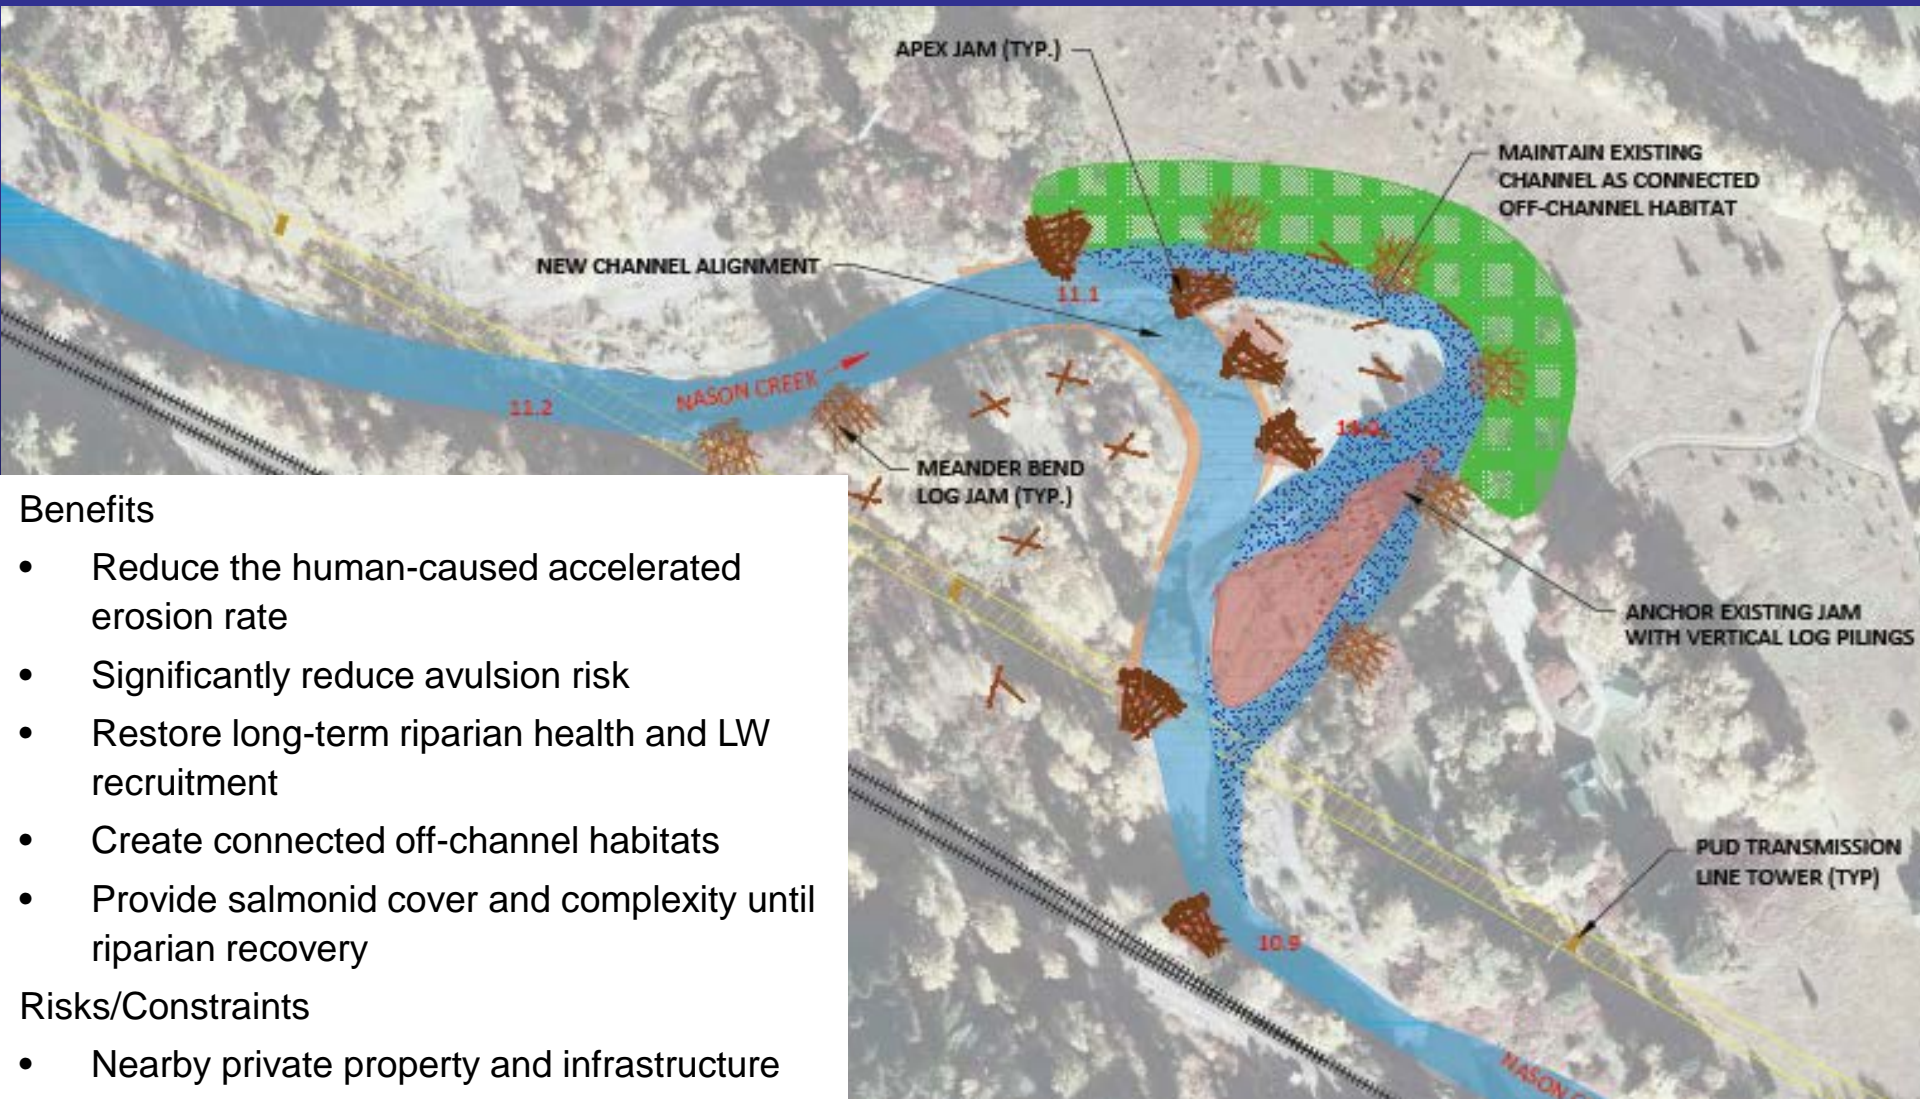 APEX JAM (TYP.)
MAINTAIN EXISTING
CHANNEL AS CONNECTED
OFF-CHANNEL HABITAT
NEW CHANNEL ALIGNMENT
11.1
NASON CREEK
11.2
MEANDER BEND
LOG JAM (TYP.)
ANCHOR EXISTING JAM
WITH VERTICAL LOG PILINGS
PUD TRANSMISSION
LINE TOWER (TYP)
10.9
NASON
Benefits
• Reduce the human-caused accelerated
erosion rate
• Significantly reduce avulsion risk
• Restore long-term riparian health and LW
recruitment
• Create connected off-channel habitats
• Provide salmonid cover and complexity until
riparian recovery
Risks/Constraints
• Nearby private property and infrastructure